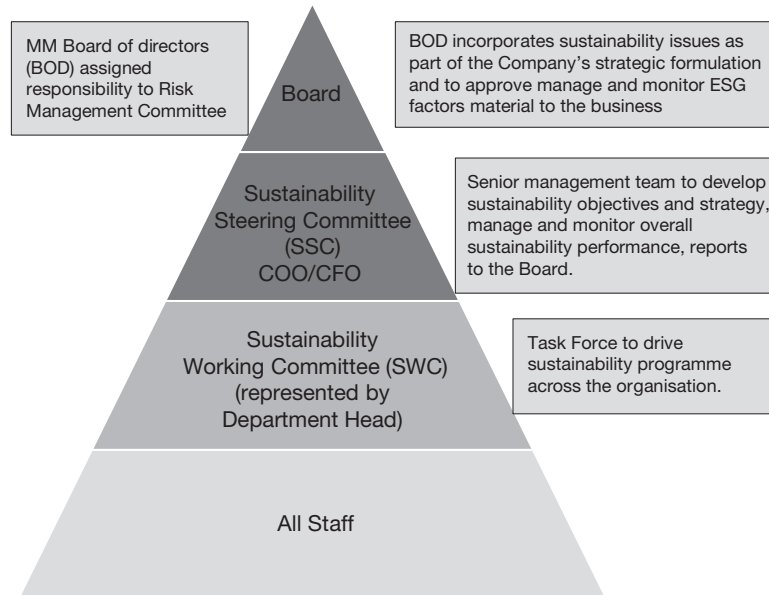 MM Board of directors
(BOD) assigned
responsibility to Risk
Management Committee
Board
BOD incorporates sustainability issues as
part of the Company's strategic formulation
and to approve manage and monitor ESG
factors material to the business
Sustainability
Steering Committee
(SSC)
COO/CFO
Senior management team to develop
sustainability objectives and strategy,
manage and monitor overall
sustainability performance, reports
to the Board.
Sustainability
Working Committee (SWC)
(represented by
Department Head)
Task Force to drive
sustainability programme
across the organisation.
All Staff